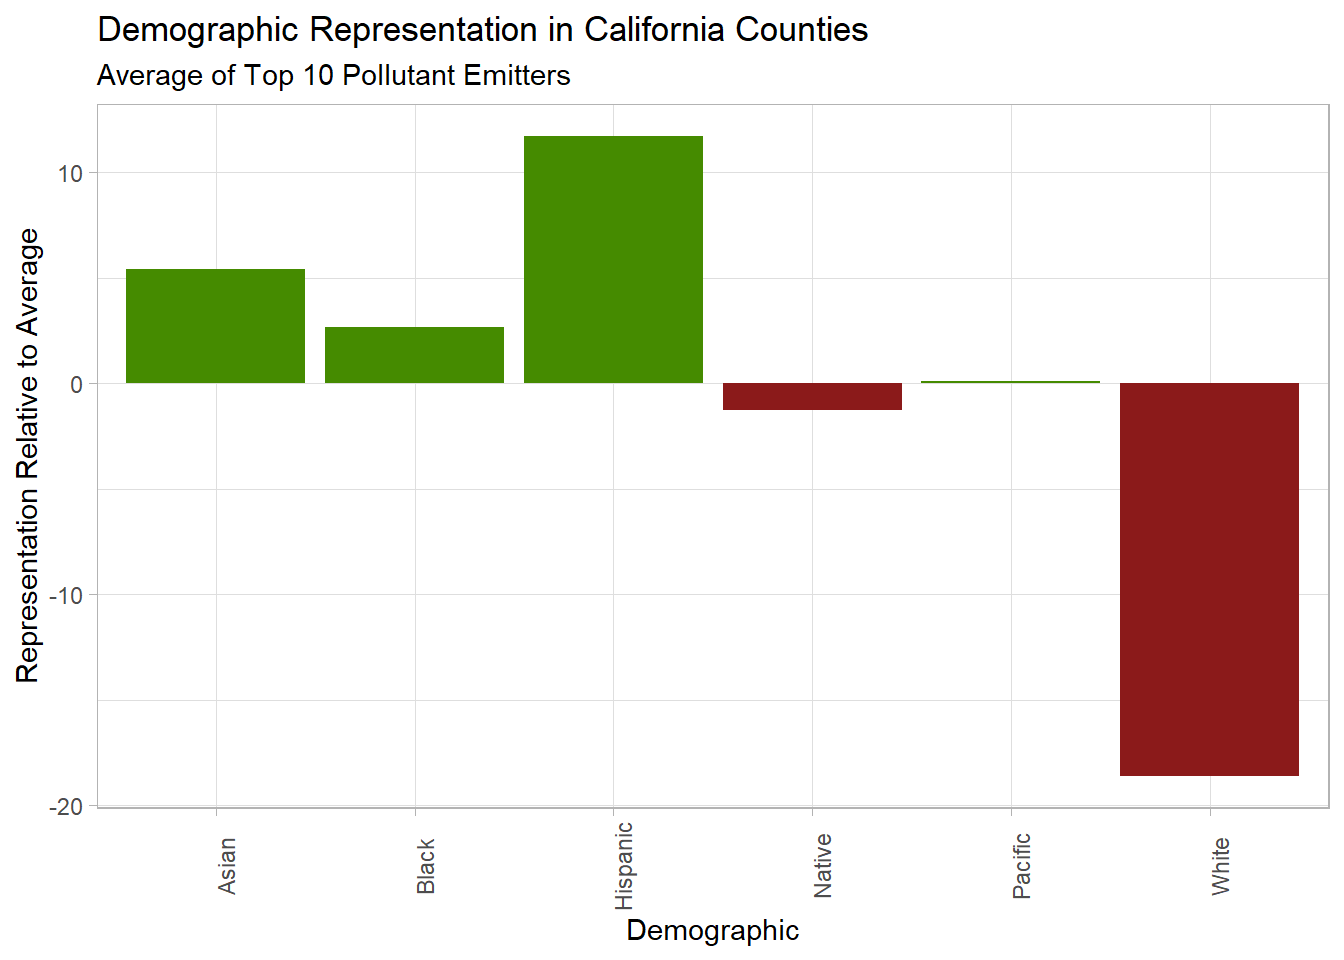 Demographic Representation in California Counties
Average of Top 10 Pollutant Emitters
Representation Relative to Average
10
0
-10
-20
Asian
Black
Hispanic
Native
Pacific
White
Demographic